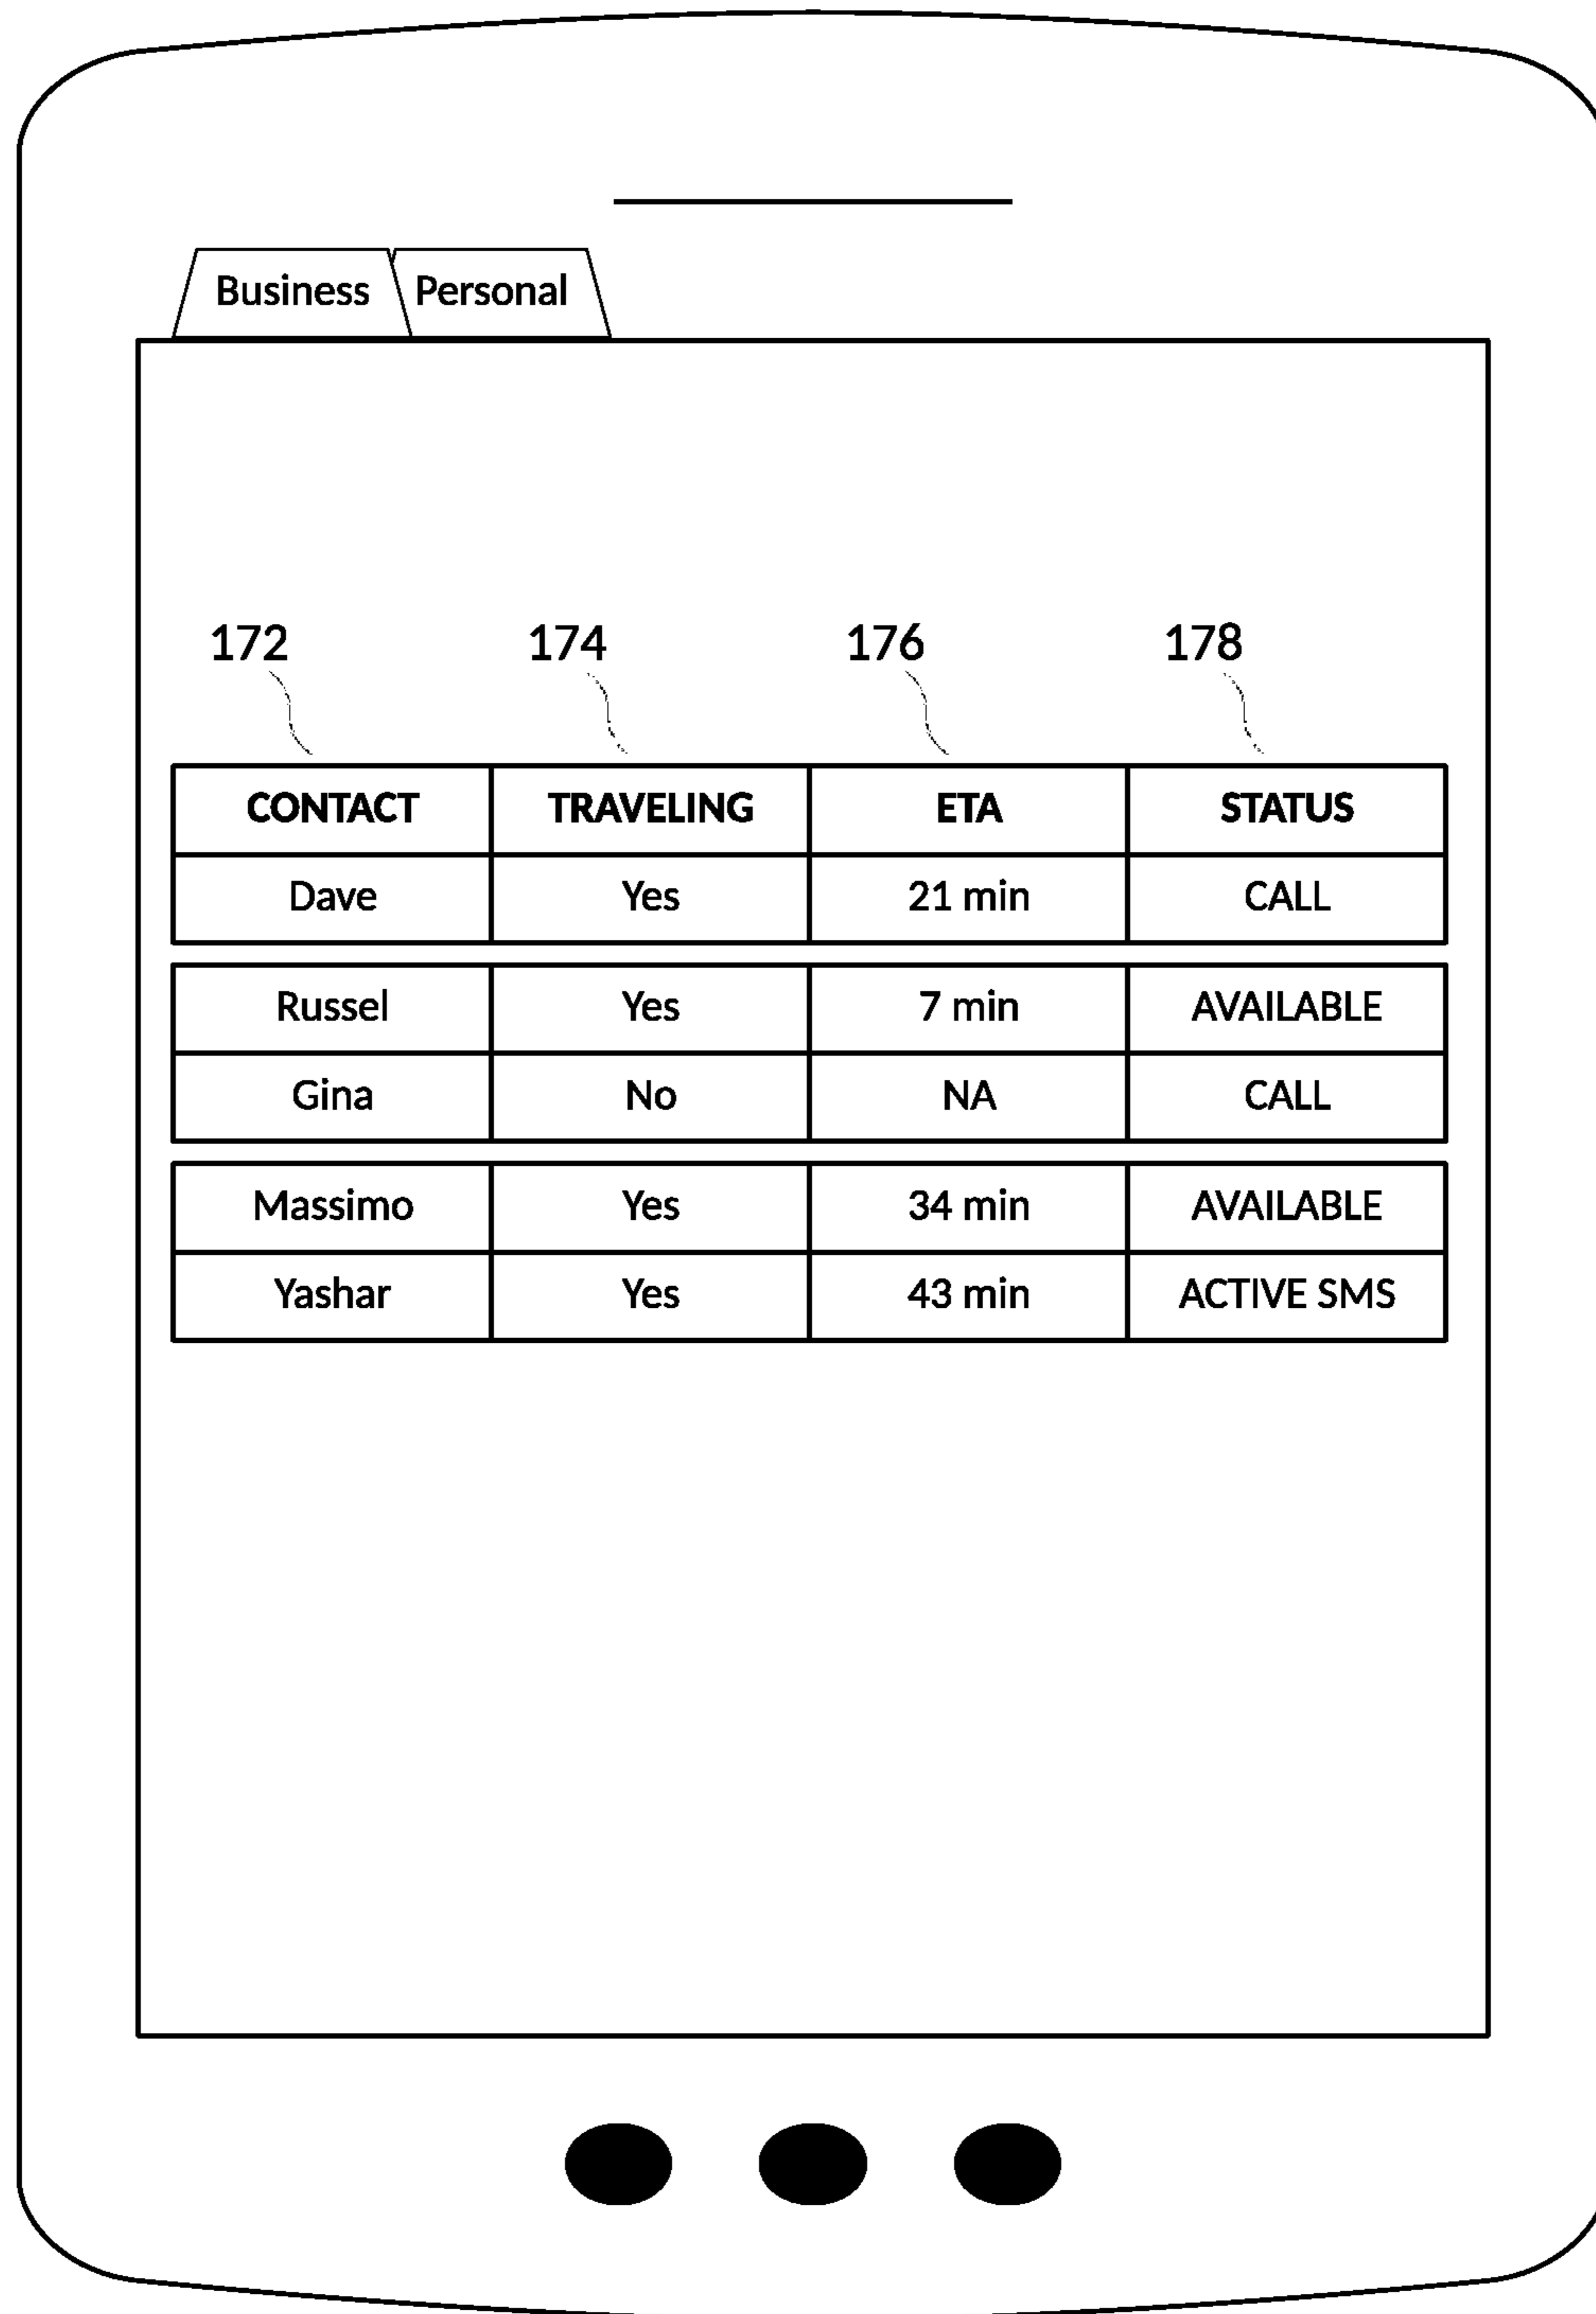 Business Personal
172 174 176 178
CONTACT TRAVELING ETA STATUS
Dave Yes 21 min CALL
Russel Yes 7 min AVAILABLE
Gina No NA CALL
Massimo Yes 34 min AVAILABLE
Yashar Yes 43 min ACTIVE SMS